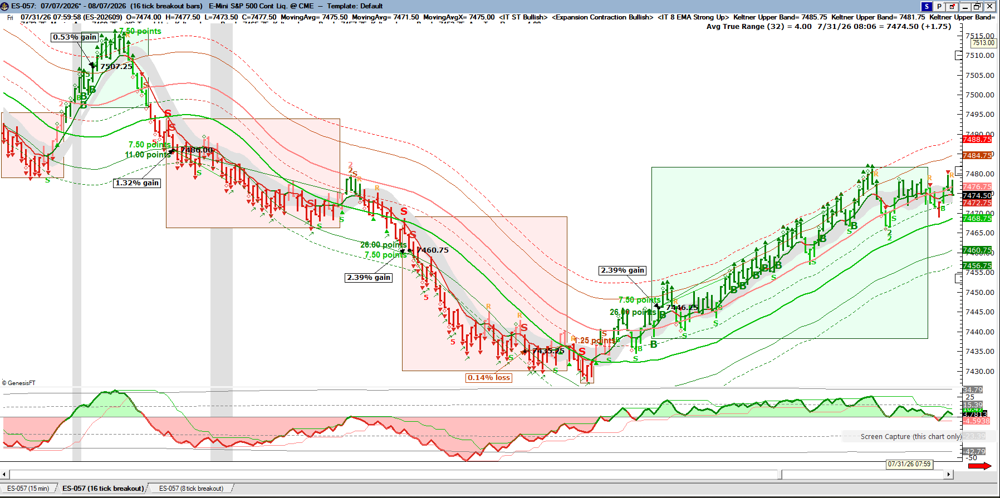 ES-057: 07/07/2026* - 08/07/2026 (16 tick breakout bars) E-Mini S&P 500 Cont Liq. @ CME — Template: Default
S P
Fri 07/31/26 07:59:58 (ES-202609) O=7474.00 H=7477.50 L=7473.50 C=7477.50 MovingAvg= 7475.50 MovingAvg= 7471.50 MovingAvgX= 7475.00 <IT ST Bullish> <Expansion Contraction Bullish> <IT 8 EMA Strong Up> Keltner Upper Band= 7485.75 Keltner Upper Band= 7481.75 Keltner Upper Band=
Avg True Range (32) = 4.00 7/31/26 08:06 = 7474.50 (+1.75)
7515.00
7513.00
7510.00
7505.00
7500.00
7495.00
7490.00
7488.75
7484.75
7480.00
7476.75
7474.50
7472.75
7470.00
7468.75
7465.00
7460.75
7456.75
7455.00
7450.00
7445.00
7440.00
7435.00
7430.00
0.53% gain
7.50 points
7507.25
7.50 points
11.00 points
7486.00
1.32% gain
26.00 points
7.50 points
7460.75
2.39% gain
7435.25
0.14% loss
1.25 points
2.39% gain
7.50 points
26.00 points
7446.25
© GenesisFT
34.79
25
15.39
10.47
3.7813
-4.5938
-23.39
-42.79
-50
Screen Capture (this chart only)
07/31/26 07:59
ES-057 (15 min) ES-057 (16 tick breakout) ES-057 (8 tick breakout)